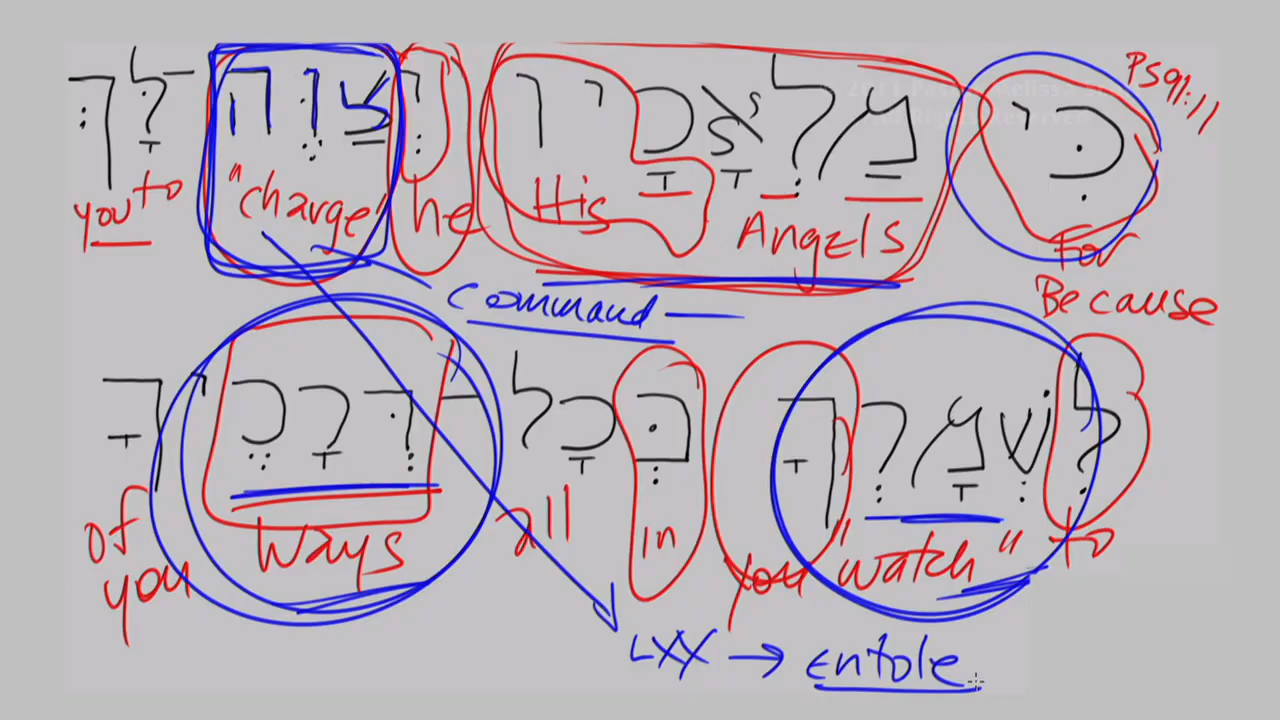 Ps 91:11
כִּי מַלְאָכָיו יְצַוֶּה־לָּךְ
For His Angels he "charge" to you
Because
command
לִשְׁמָרְךָ בְּכָל־דְּרָכֶיךָ
to "watch" you in all ways of you
LXX → entole